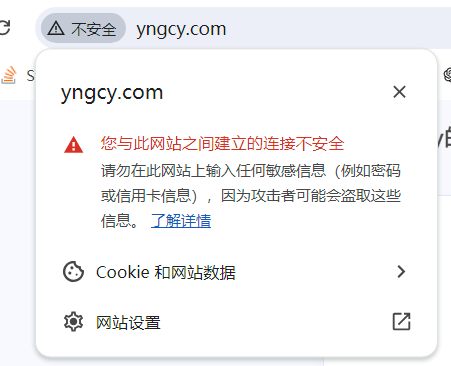 不安全 yngcy.com
S
y的
yngcy.com
您与此网站之间建立的连接不安全
请勿在此网站上输入任何敏感信息（例如密码
或信用卡信息），因为攻击者可能会盗取这些
信息。 了解详情
Cookie 和网站数据
网站设置